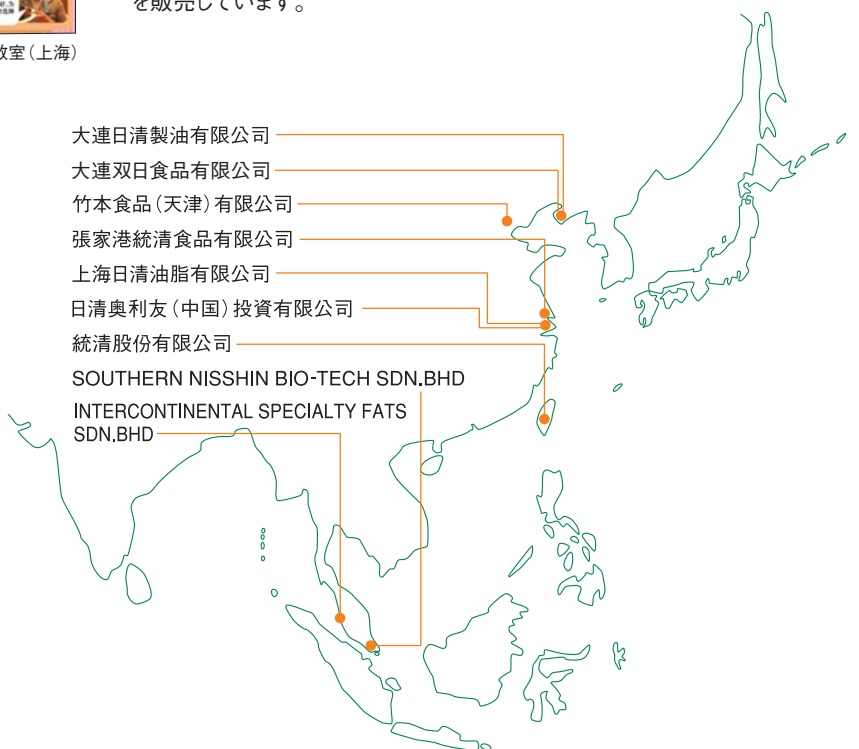 を販売しています。
教室（上海）
大連日清製油有限公司
大連双日食品有限公司
竹本食品（天津）有限公司
張家港統清食品有限公司
上海日清油脂有限公司
日清奥利友（中国）投資有限公司
統清股份有限公司
SOUTHERN NISSHIN BIO-TECH SDN.BHD
INTERCONTINENTAL SPECIALTY FATS
SDN.BHD